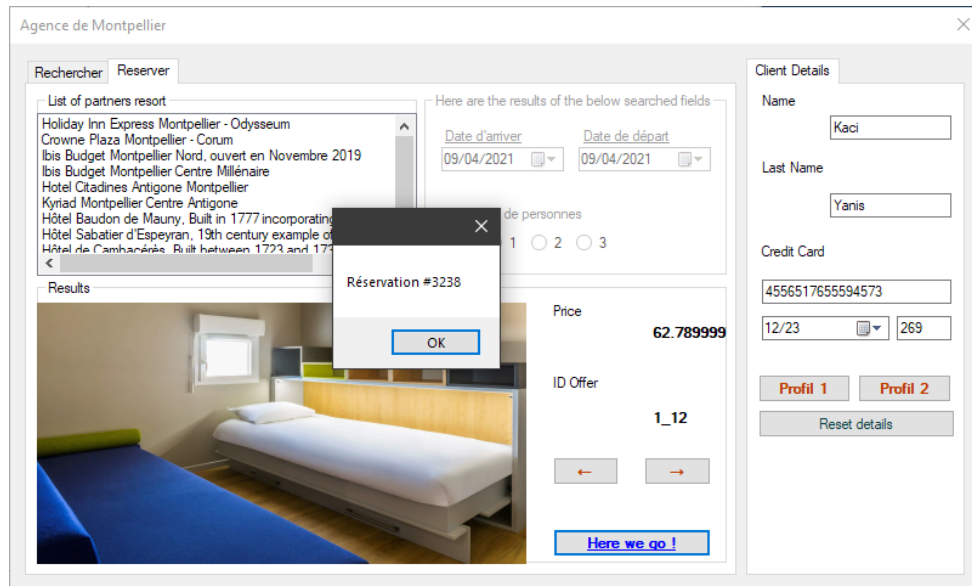 Agence de Montpellier
Rechercher
Reserver
List of partners resort
Holiday Inn Express Montpellier - Odysseum
Crowne Plaza Montpellier - Corum
Ibis Budget Montpellier Nord, ouvert en Novembre 2019
Ibis Budget Montpellier Centre Millénaire
Hotel Citadines Antigone Montpellier
Kyriad Montpellier Centre Antigone
Hôtel Baudon de Mauny, Built in 1777 incorporating
Hôtel Sabatier d'Espeyran, 19th century example of
Hôtel de Cambacérès, Built between 1723 and 172
Here are the results of the below searched fields
Date d'arriver
Date de départ
09/04/2021
09/04/2021
de personnes
1 2 3
Réservation #3238
OK
Results
Price
62.789999
ID Offer
1_12
← →
Here we go !
Client Details
Name
Kaci
Last Name
Yanis
Credit Card
4556517655594573
12/23
269
Profil 1
Profil 2
Reset details